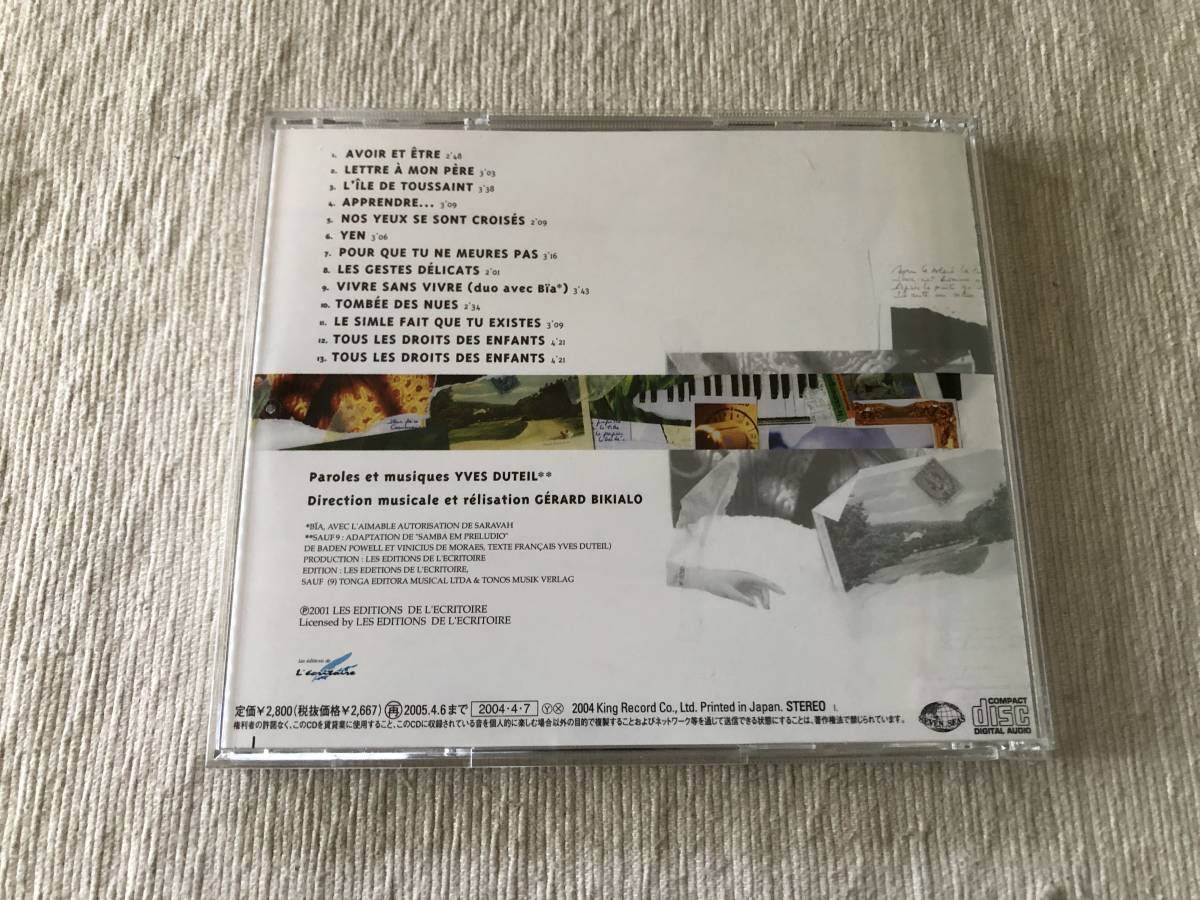 1. AVOIR ET ÊTRE 2'48
2. LETTRE À MON PÈRE 3'03
3. L'ÎLE DE TOUSSAINT 3'38
4. APPRENDRE... 3'09
5. NOS YEUX SE SONT CROISÉS 2'09
6. YEN 3'06
7. POUR QUE TU NE MEURES PAS 3'16
8. LES GESTES DÉLICATS 2'01
9. VIVRE SANS VIVRE (duo avec Bïa*) 3'43
10. TOMBÉE DES NUES 2'34
11. LE SIMLE FAIT QUE TU EXISTES 3'09
12. TOUS LES DROITS DES ENFANTS 4'21
13. TOUS LES DROITS DES ENFANTS 4'21
Paroles et musiques YVES DUTEIL**
Direction musicale et rélisation GÉRARD BIKIALO
*BÏA, AVEC L'AIMABLE AUTORISATION DE SARAVAH
**SAUF 9 : ADAPTATION DE "SAMBA EM PRELUDIO"
DE BADEN POWELL ET VINICIUS DE MORAES, TEXTE FRANÇAIS YVES DUTEIL)
PRODUCTION : LES EDITIONS DE L'ECRITOIRE
EDITION : LES EDETIONS DE L'ECRITOIRE,
SAUF (9) TONGA EDITORA MUSICAL LTDA & TONOS MUSIK VERLAG
℗2001 LES EDITIONS DE L'ECRITOIRE
Licensed by LES EDITIONS DE L'ECRITOIRE
Les éditions de
L'écritoire
定価¥2,800(税抜価格¥2,667) 再 2005.4.6まで 2004・4・7 Ⓨ Ⓧ 2004 King Record Co., Ltd. Printed in Japan. STEREO
権利者の許諾なく、このCDを賃貸業に使用すること、このCDに収録されている音を個人的に楽しむ場合以外の目的で複製することおよびネットワーク等を通じて送信できる状態にすることは、著作権法で禁じられています。
SEVEN SEAS
COMPACT
disc
DIGITAL AUDIO